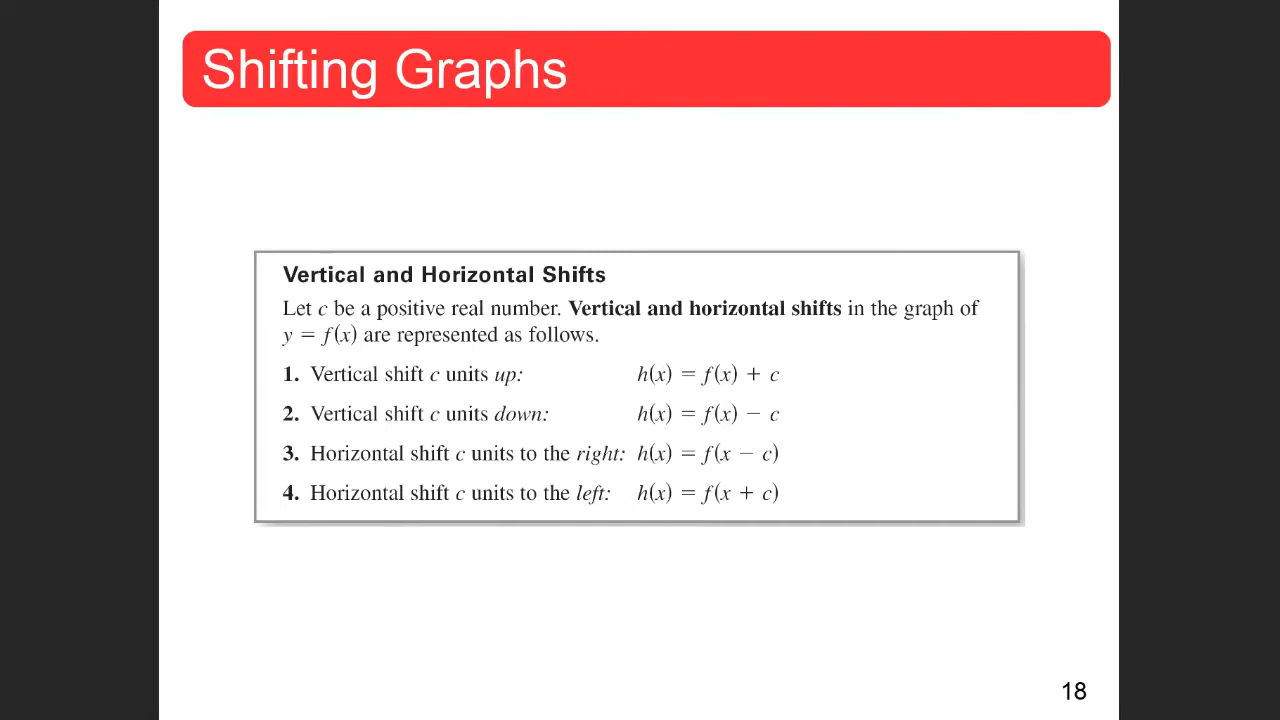 Shifting Graphs
Vertical and Horizontal Shifts
Let c be a positive real number. Vertical and horizontal shifts in the graph of
y = f(x) are represented as follows.
1. Vertical shift c units up: h(x) = f(x) + c
2. Vertical shift c units down: h(x) = f(x) − c
3. Horizontal shift c units to the right: h(x) = f(x − c)
4. Horizontal shift c units to the left: h(x) = f(x + c)
18